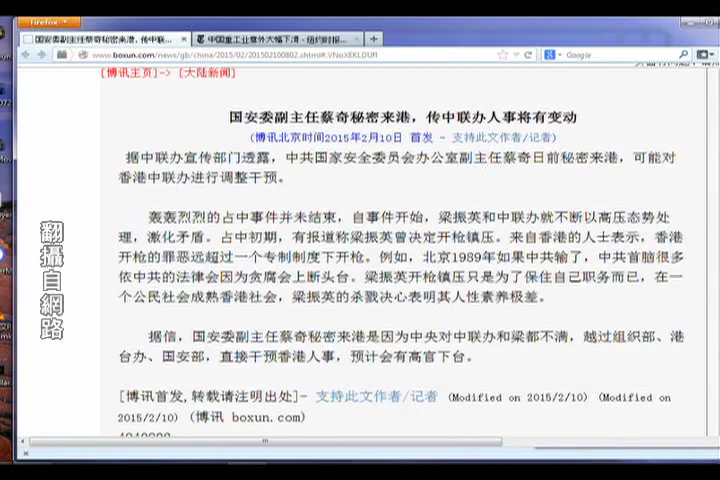 firefox
国安委副主任蔡奇秘密来港，传中联... ×
中国重工业意外大幅下滑 - 纽约时报... ×
www.boxun.com/news/gb/china/2015/02/201502100802.shtml#.VNoXEKLDUfI
Google
[博讯主页]->[大陆新闻]
国安委副主任蔡奇秘密来港，传中联办人事将有变动
(博讯北京时间2015年2月10日 首发 - 支持此文作者/记者)
据中联办宣传部门透露，中共国家安全委员会办公室副主任蔡奇日前秘密来港，可能对
香港中联办进行调整干预。
轰轰烈烈的占中事件并未结束，自事件开始，梁振英和中联办就不断以高压态势处
理，激化矛盾。占中初期，有报道称梁振英曾决定开枪镇压。来自香港的人士表示，香港
开枪的罪恶远超过一个专制制度下开枪。例如，北京1989年如果中共输了，中共首脑很多
依中共的法律会因为贪腐会上断头台。梁振英开枪镇压只是为了保住自己职务而已，在一
个公民社会成熟香港社会，梁振英的杀戮决心表明其人性素养极差。
据信，国安委副主任蔡奇秘密来港是因为中央对中联办和梁都不满，越过组织部、港
台办、国安部，直接干预香港人事，预计会有高官下台。
[博讯首发,转载请注明出处]- 支持此文作者/记者 (Modified on 2015/2/10) (Modified on
2015/2/10) (博讯 boxun.com)
翻攝自網路